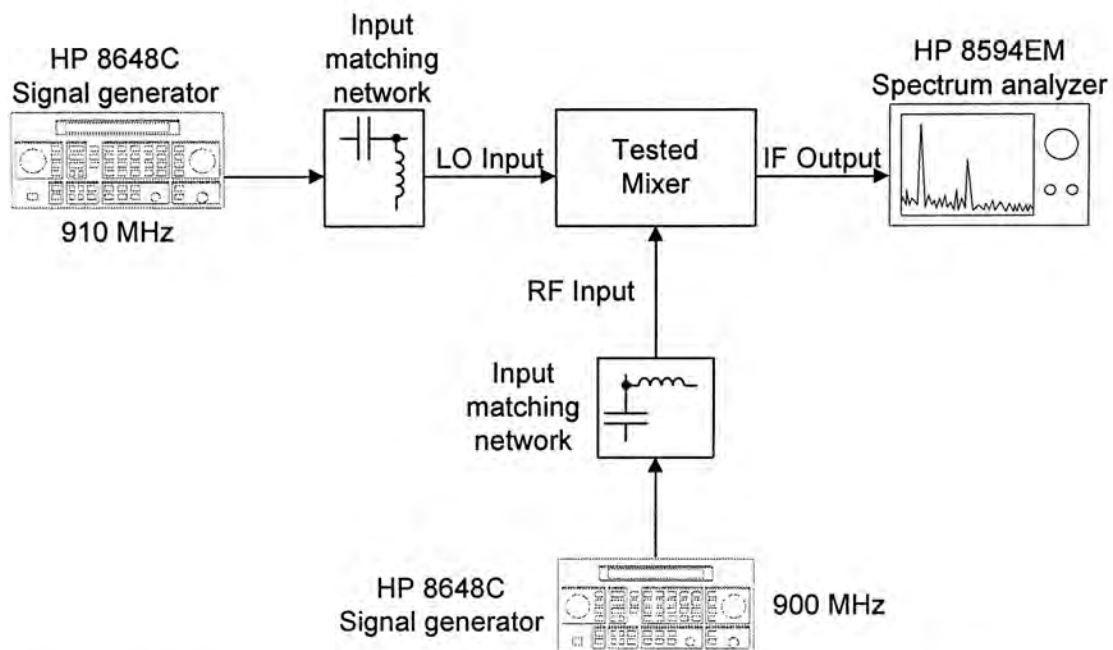 HP 8648C
Signal generator
910 MHz
Input
matching
network
LO Input
Tested
Mixer
IF Output
HP 8594EM
Spectrum analyzer
RF Input
Input
matching
network
HP 8648C
Signal generator
900 MHz